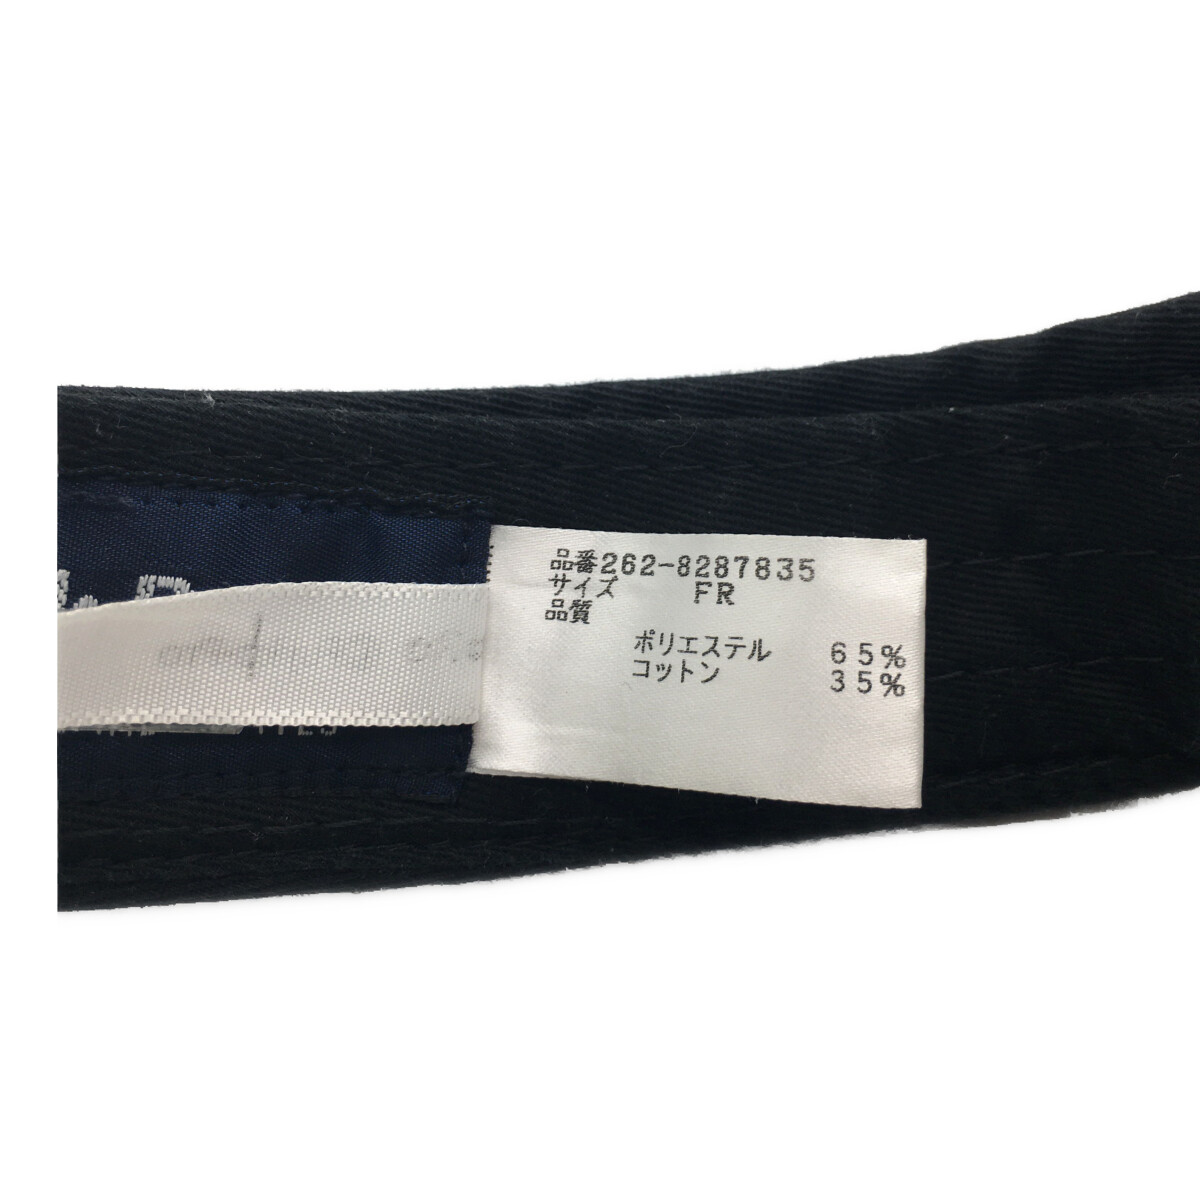 品番262-8287835
サイズ FR
品質
ポリエステル 65%
コットン 35%